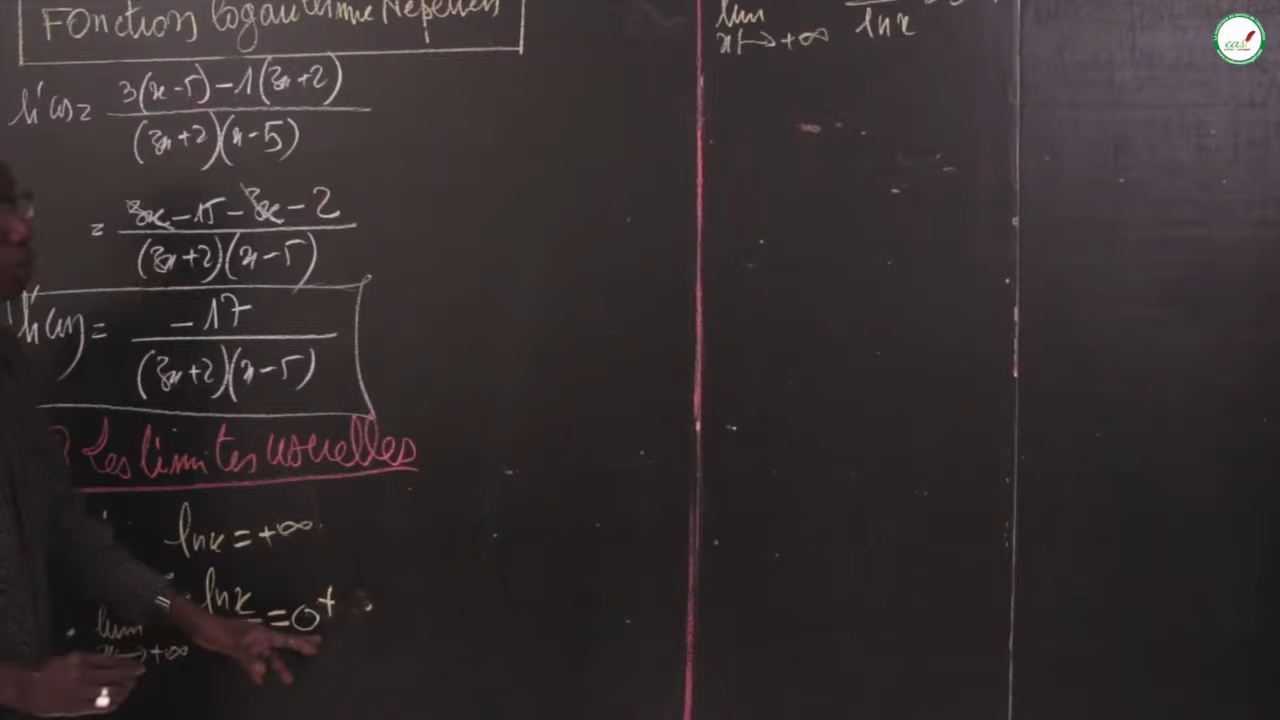 Fonction logarithme Népérien
h'(x) = 3(x-5) - 1(3x+2) / (3x+2)(x-5)
= 3x - 15 - 3x - 2 / (3x+2)(x-5)
h'(x) = -17 / (3x+2)(x-5)
Les limites usuelles
ln x = +∞
lim x→+∞ ln x = 0⁺
lim x→+∞ ln x
eas!